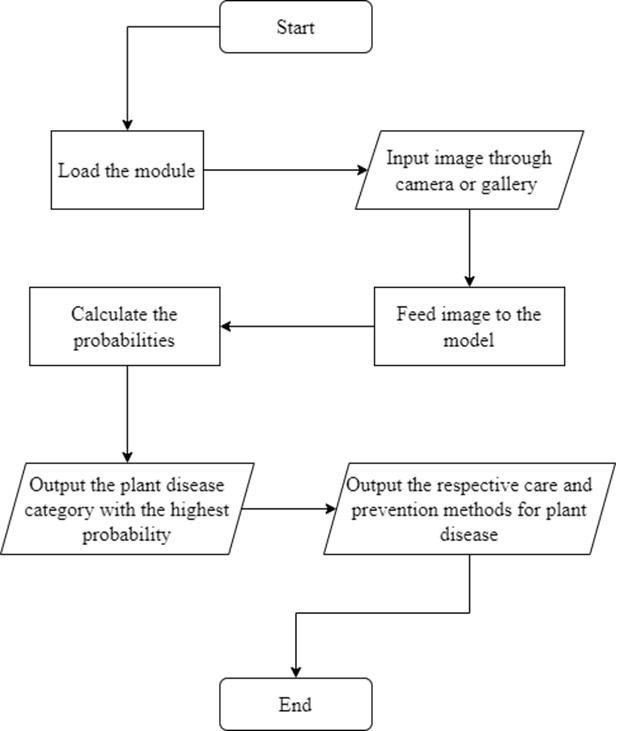 Start
Load the module
Input image through
camera or gallery
Feed image to the
model
Calculate the
probabilities
Output the plant disease
category with the highest
probability
Output the respective care and
prevention methods for plant
disease
End